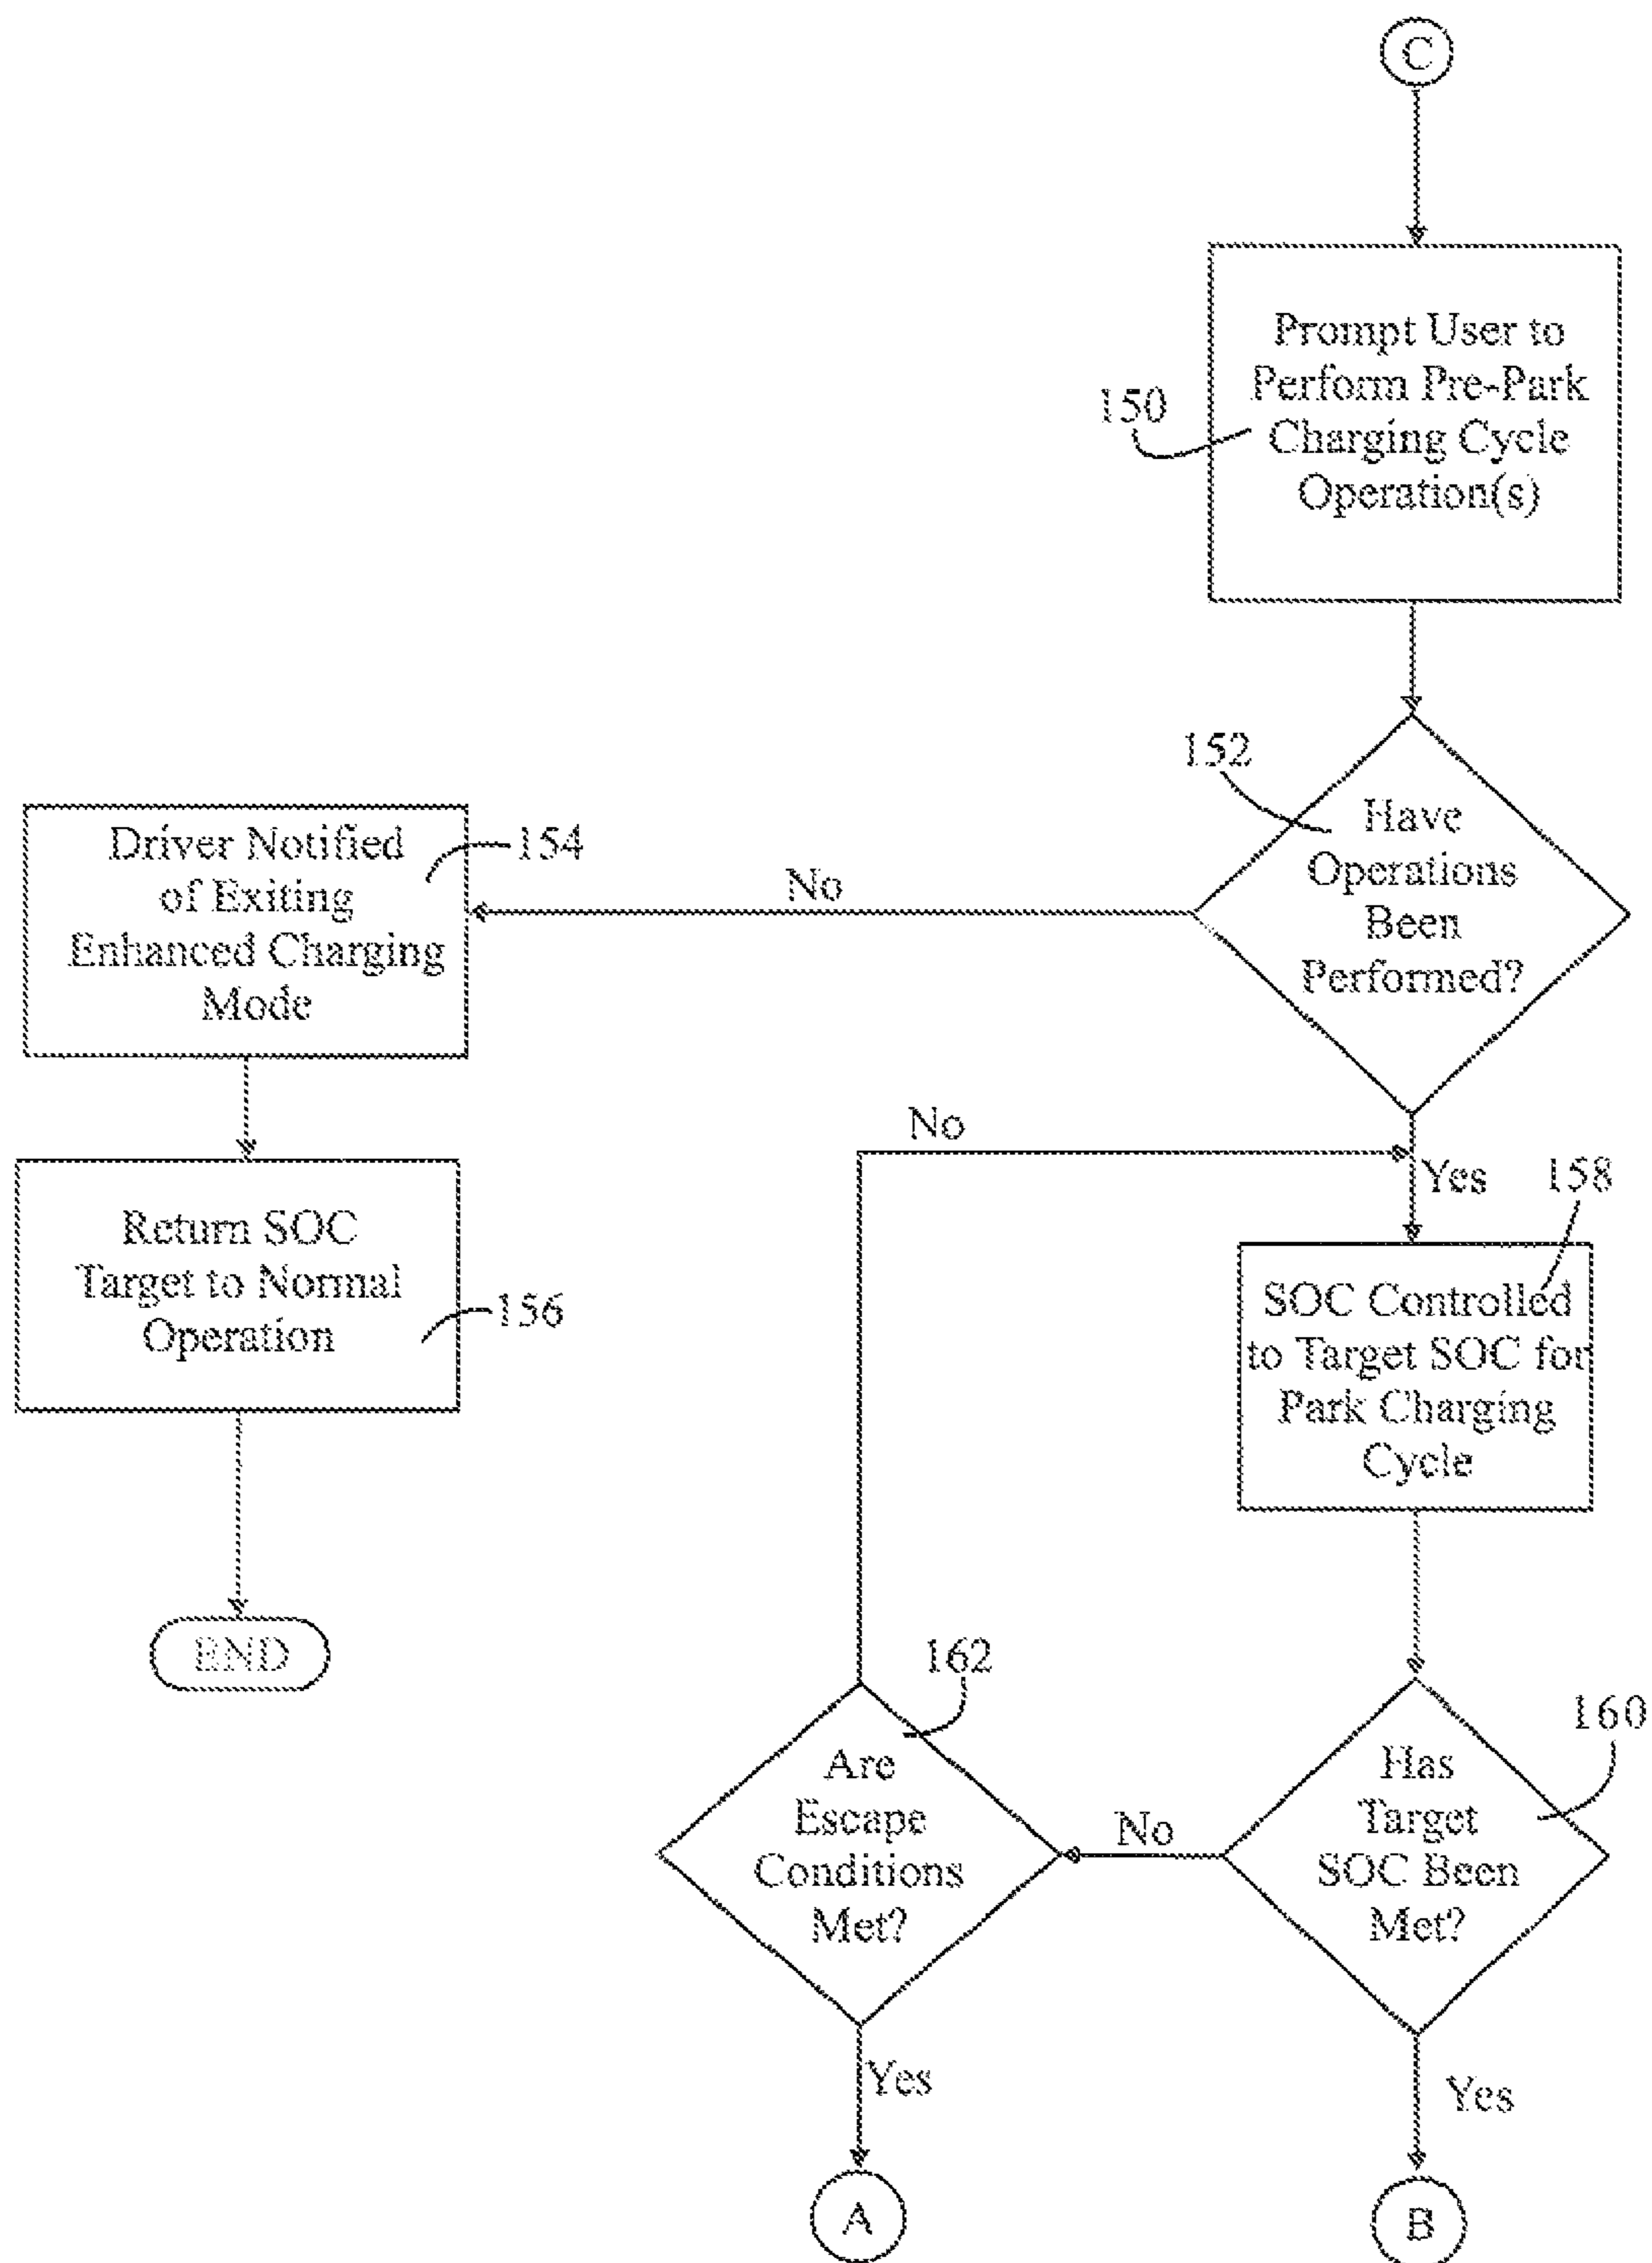 C
Prompt User to
Perform Pre-Park
Charging Cycle
Operation(s)
150
152
Have
Operations
Been
Performed?
No
Driver Notified
of Exiting
Enhanced Charging
Mode
154
Return SOC
Target to Normal
Operation
156
END
No
Yes
158
SOC Controlled
to Target SOC for
Park Charging
Cycle
160
Has
Target
SOC Been
Met?
No
162
Are
Escape
Conditions
Met?
Yes
Yes
A
B